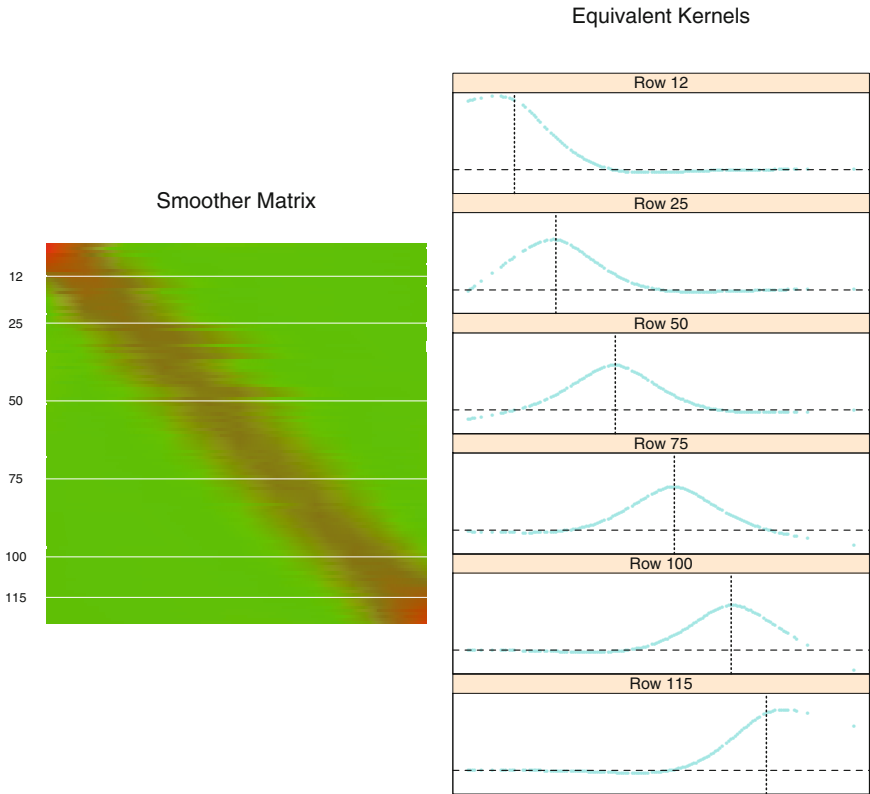 Equivalent Kernels
Smoother Matrix
12
25
50
75
100
115
Row 12
Row 25
Row 50
Row 75
Row 100
Row 115